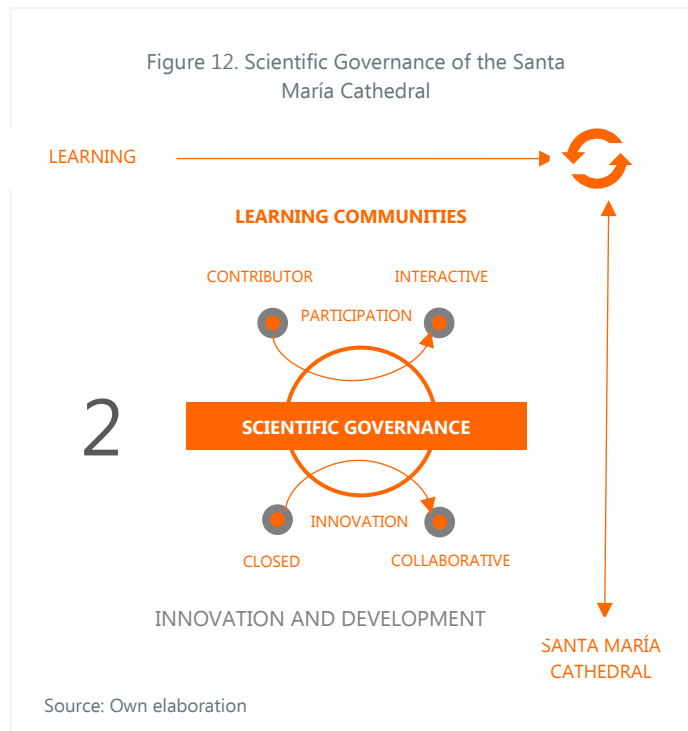 Figure 12. Scientific Governance of the Santa
María Cathedral
LEARNING
LEARNING COMMUNITIES
CONTRIBUTOR
INTERACTIVE
PARTICIPATION
2
SCIENTIFIC GOVERNANCE
INNOVATION
CLOSED
COLLABORATIVE
INNOVATION AND DEVELOPMENT
SANTA MARÍA
CATHEDRAL
Source: Own elaboration